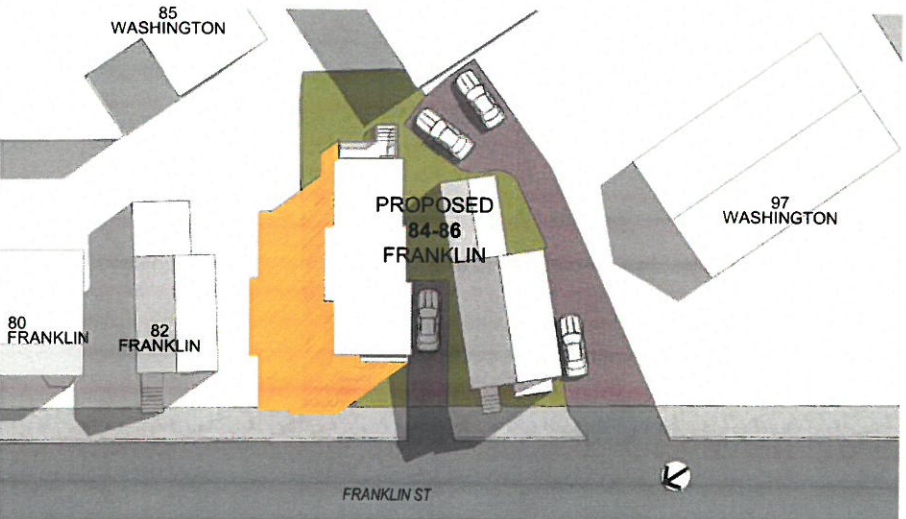 85
WASHINGTON
PROPOSED
84-86
FRANKLIN
97
WASHINGTON
80
FRANKLIN
82
FRANKLIN
FRANKLIN ST